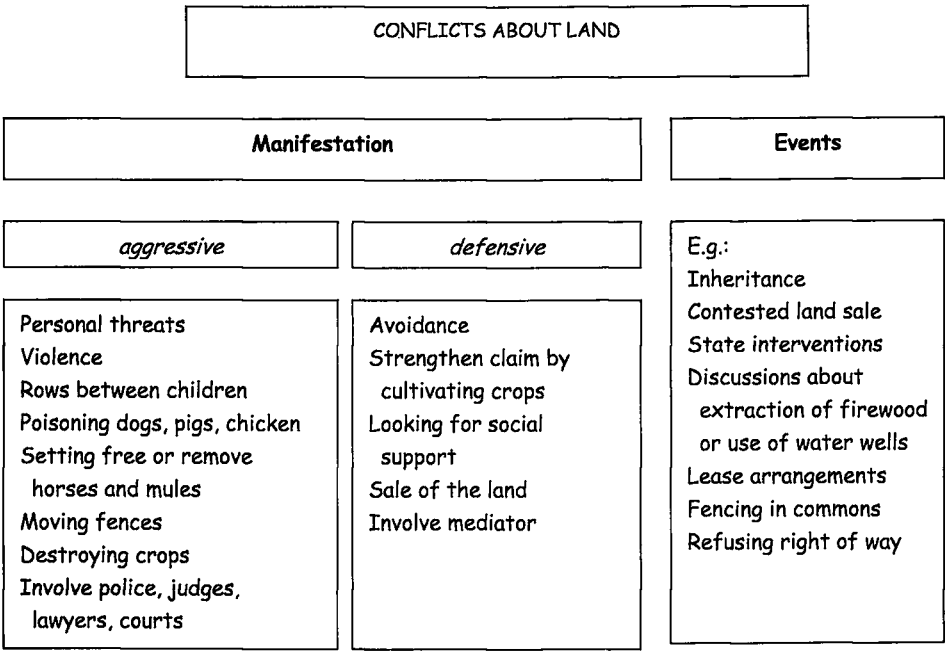 CONFLICTS ABOUT LAND
Manifestation
Events
aggressive
defensive
Personal threats
Violence
Rows between children
Poisoning dogs, pigs, chicken
Setting free or remove
horses and mules
Moving fences
Destroying crops
Involve police, judges,
lawyers, courts
Avoidance
Strengthen claim by
cultivating crops
Looking for social
support
Sale of the land
Involve mediator
E.g.:
Inheritance
Contested land sale
State interventions
Discussions about
extraction of firewood
or use of water wells
Lease arrangements
Fencing in commons
Refusing right of way